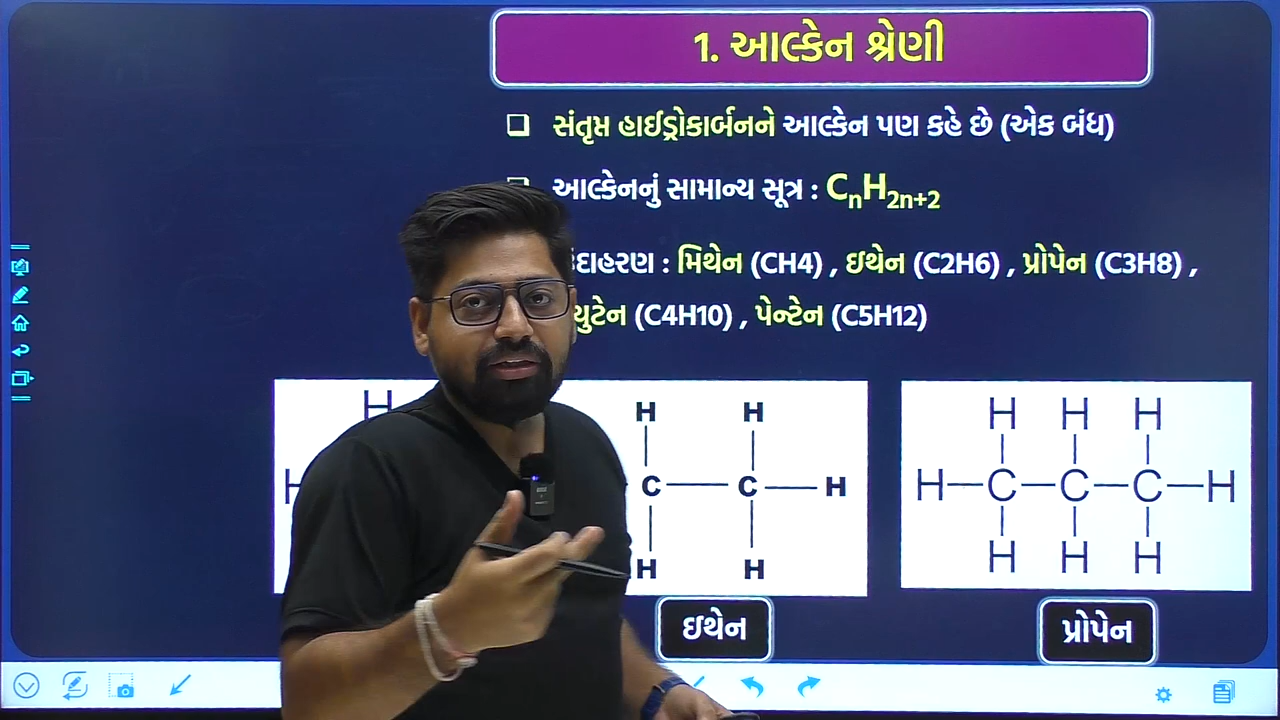 1. આલ્કેન શ્રેણી
સંતૃપ્ત હાઈડ્રોકાર્બનને આલ્કેન પણ કહે છે (એક બંધ)
આલ્કેનનું સામાન્ય સૂત્ર : CnH2n+2
મિથેન (CH4) , ઇથેન (C2H6) , પ્રોપેન (C3H8) ,
(C4H10) , પેન્ટેન (C5H12)
H H H H H H
H C C H H C C C H
H H H H H
ઇથેન પ્રોપેન